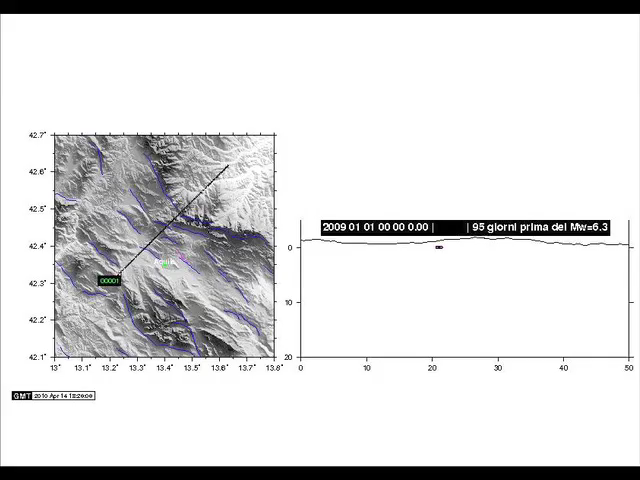 42.7°
42.6°
42.5°
42.4°
42.3°
42.2°
42.1°
00001
13° 13.1° 13.2° 13.3° 13.4° 13.5° 13.6° 13.7° 13.8°
2009 01 01 00 00 0.00 | | 95 giorni prima del Mw=6.3
0
10
20
0 10 20 30 40 50
GMT 2010 Apr 14